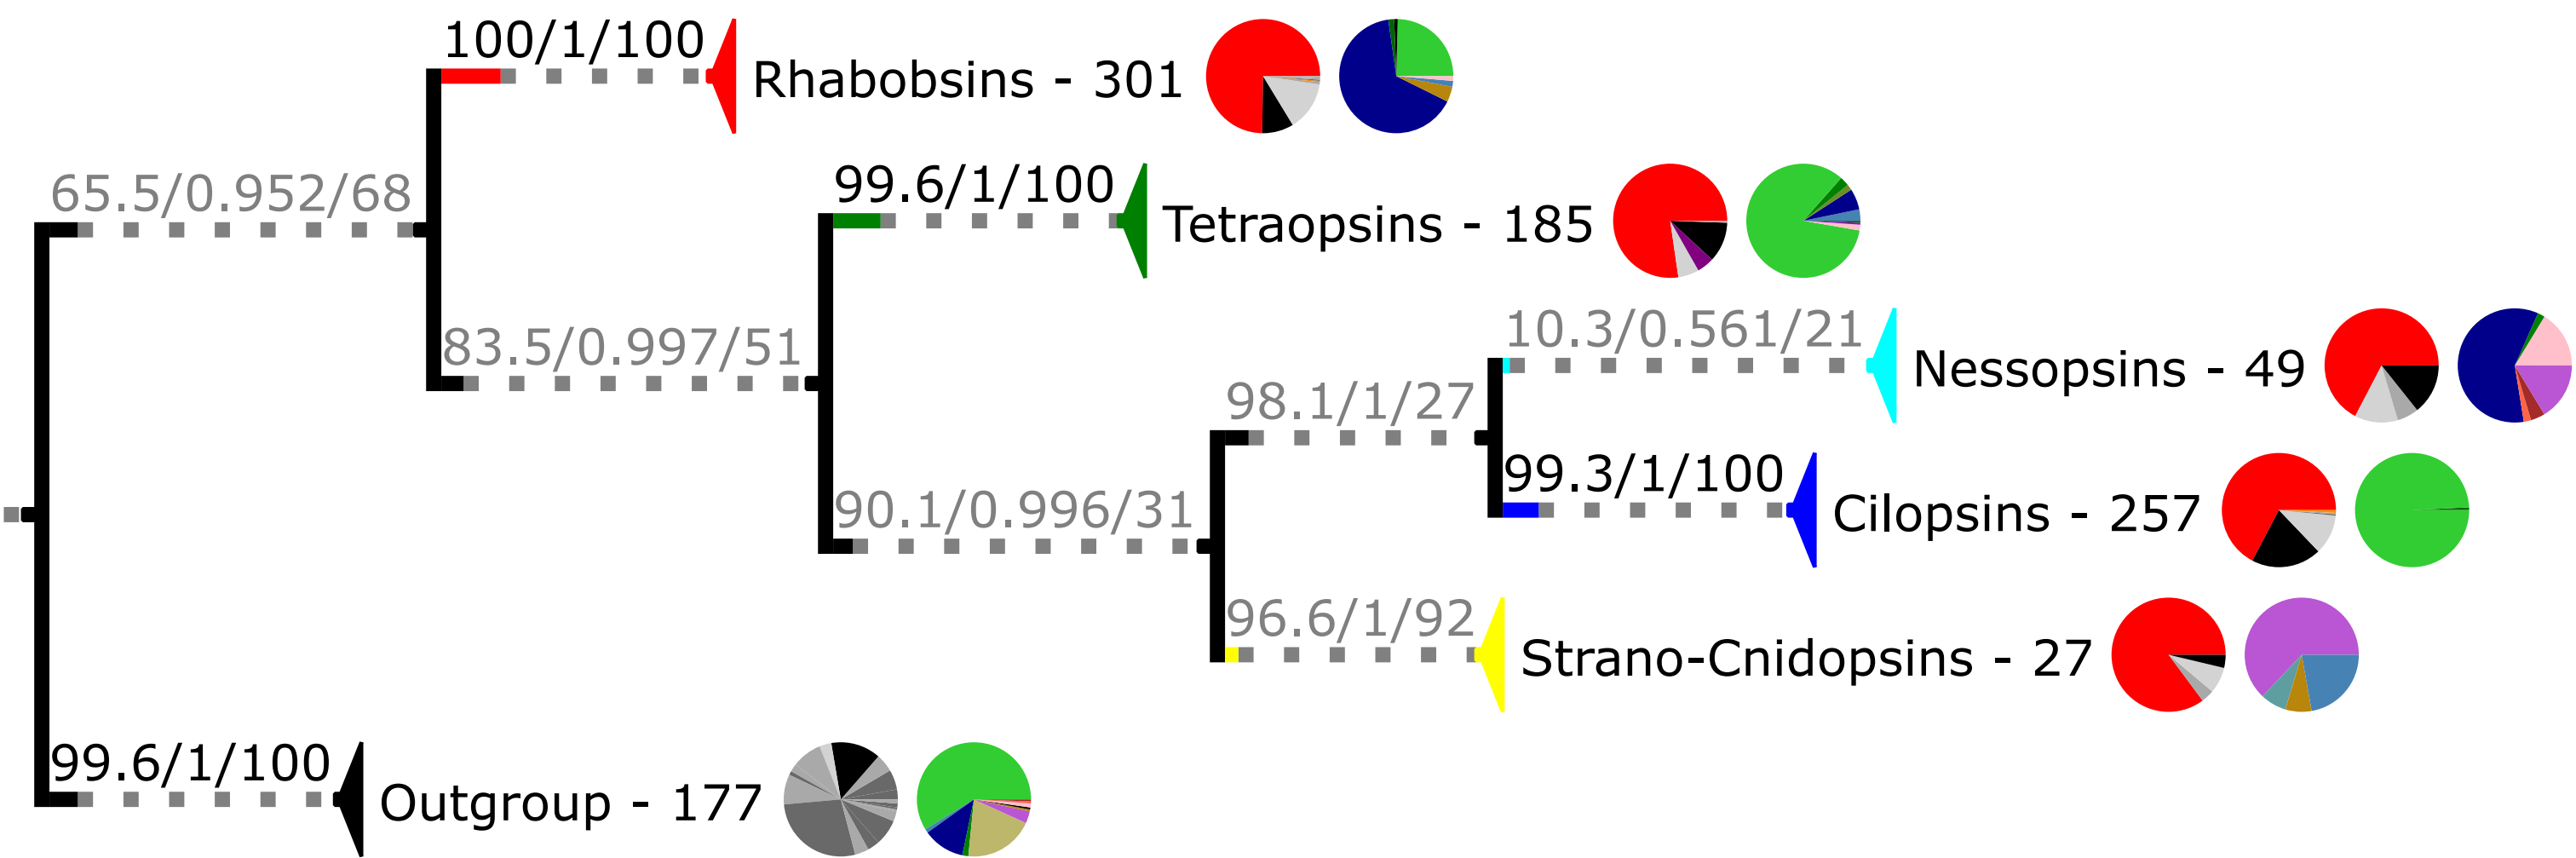 100/1/100
Rhabobsins - 301
65.5/0.952/68
99.6/1/100
Tetraopsins - 185
83.5/0.997/51
10.3/0.561/21
Nessopsins - 49
98.1/1/27
99.3/1/100
Cilopsins - 257
90.1/0.996/31
96.6/1/92
Strano-Cnidopsins - 27
99.6/1/100
Outgroup - 177